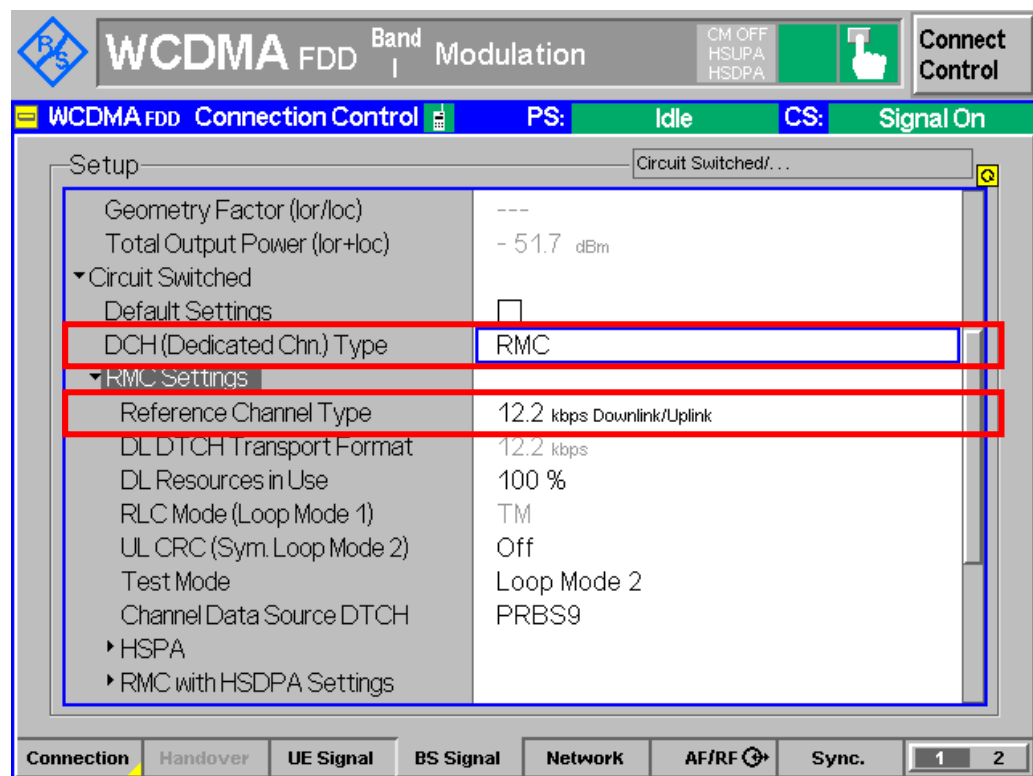 R&S WCDMA FDD Band I Modulation CM OFF HSUPA HSDPA Connect Control
WCDMA FDD Connection Control PS: Idle CS: Signal On
Setup Circuit Switched/...
Geometry Factor (Ior/Ioc) ---
Total Output Power (Ior+Ioc) - 51.7 dBm
Circuit Switched
Default Settings
DCH (Dedicated Chn.) Type RMC
RMC Settings
Reference Channel Type 12.2 kbps Downlink/Uplink
DL DTCH Transport Format 12.2 kbps
DL Resources in Use 100 %
RLC Mode (Loop Mode 1) TM
UL CRC (Sym. Loop Mode 2) Off
Test Mode Loop Mode 2
Channel Data Source DTCH PRBS9
HSPA
RMC with HSDPA Settings
Connection Handover UE Signal BS Signal Network AF/RF Sync. 1 2